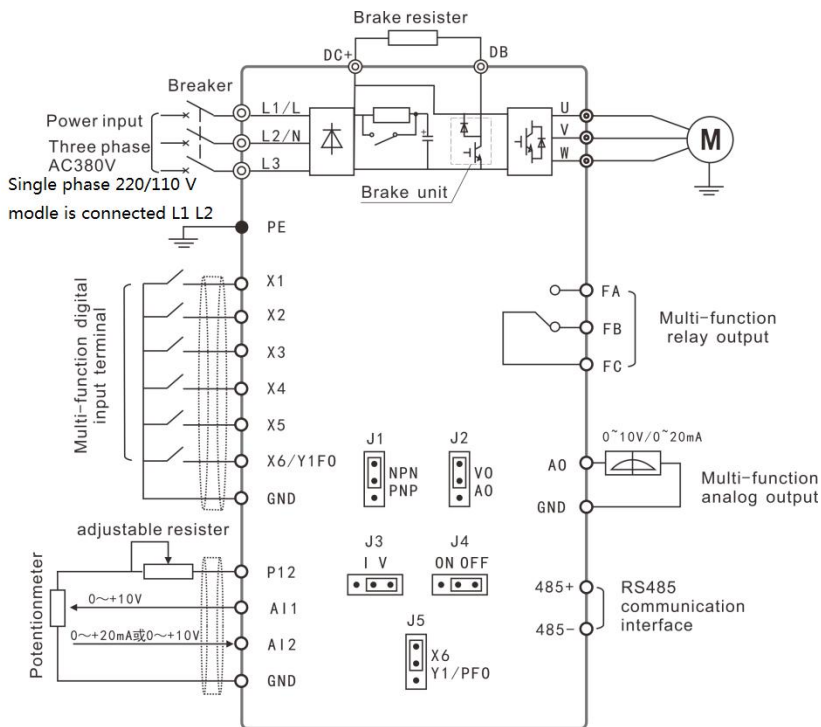 Brake resister
DC+
DB
Breaker
Power input
Three phase
AC380V
Single phase 220/110 V
modle is connected L1 L2
L1/L
L2/N
L3
U
V
W
M
Brake unit
PE
Multi-function digital
input terminal
X1
X2
X3
X4
X5
X6/Y1FO
GND
FA
FB
FC
Multi-function
relay output
J1
NPN
PNP
J2
VO
AO
0~10V/0~20mA
AO
GND
Multi-function
analog output
adjustable resister
Potentionmeter
0～+10V
0～+20mA或0～+10V
P12
AI1
AI2
GND
J3
I V
J4
ON OFF
J5
X6
Y1/PFO
485+
485-
RS485
communication
interface